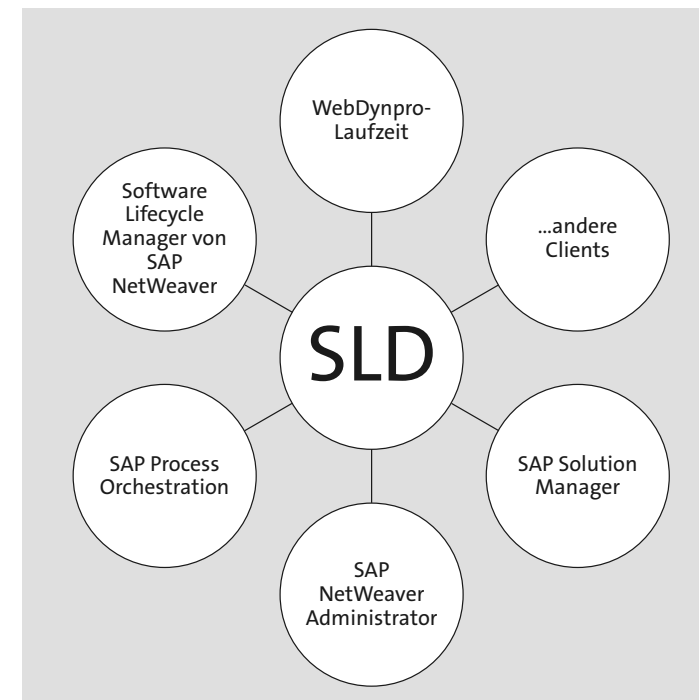 WebDynpro-
Laufzeit
Software
Lifecycle
Manager von
SAP
NetWeaver
...andere
Clients
SLD
SAP Process
Orchestration
SAP Solution
Manager
SAP
NetWeaver
Administrator